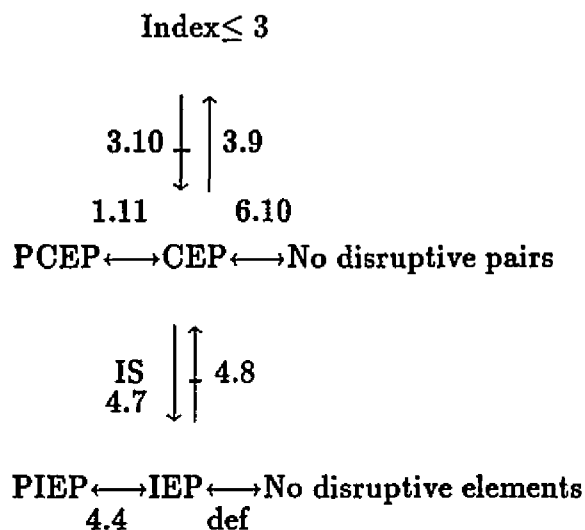 Index≤ 3
3.10 3.9
1.11 6.10
PCEP⟷CEP⟷No disruptive pairs
IS 4.8
4.7
PIEP⟷IEP⟷No disruptive elements
4.4 def